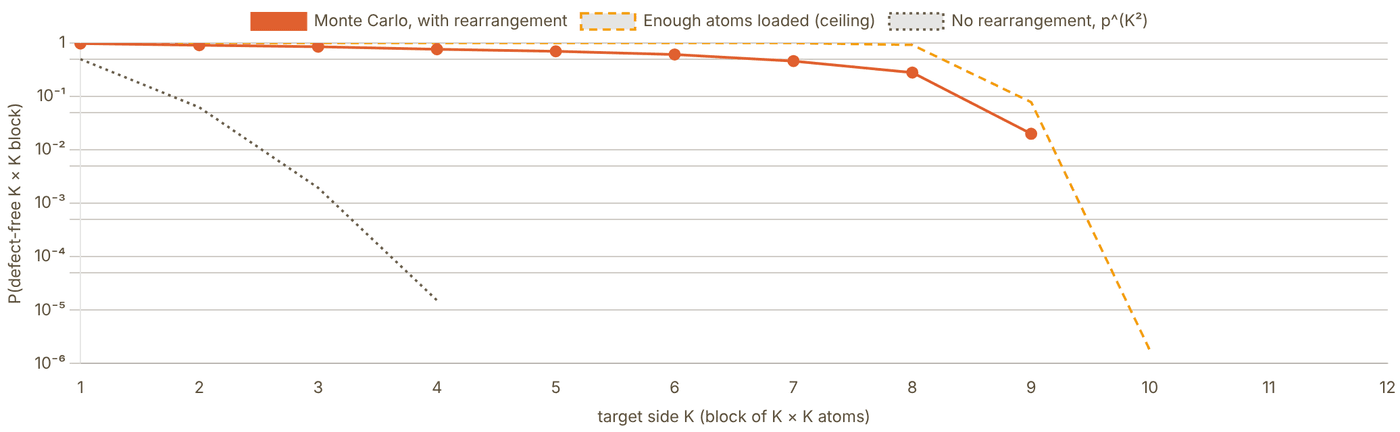 Monte Carlo, with rearrangement Enough atoms loaded (ceiling) No rearrangement, p^(K²)
P(defect-free K × K block)
1
10⁻¹
10⁻²
10⁻³
10⁻⁴
10⁻⁵
10⁻⁶
1 2 3 4 5 6 7 8 9 10 11 12
target side K (block of K × K atoms)